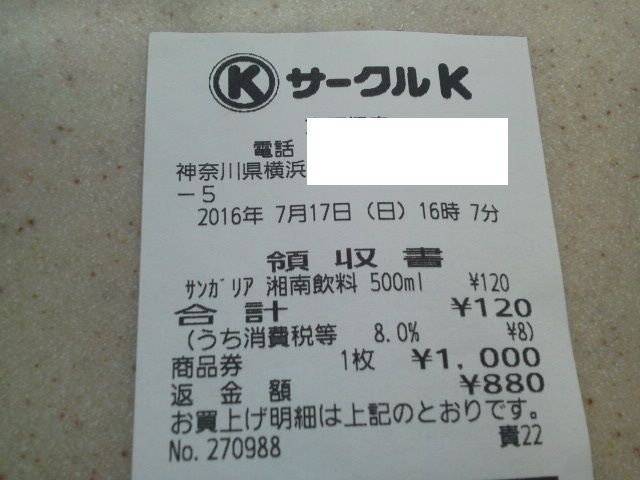 K サークルK
電話
神奈川県横浜
－5
2016年 7月17日（日）16時 7分
領収書
サンガリア 湘南飲料 500ml ¥120
合計 ¥120
(うち消費税等 8.0% ¥8)
商品券 1枚 ¥1,000
返金額 ¥880
お買上げ明細は上記のとおりです。
No. 270988 責22